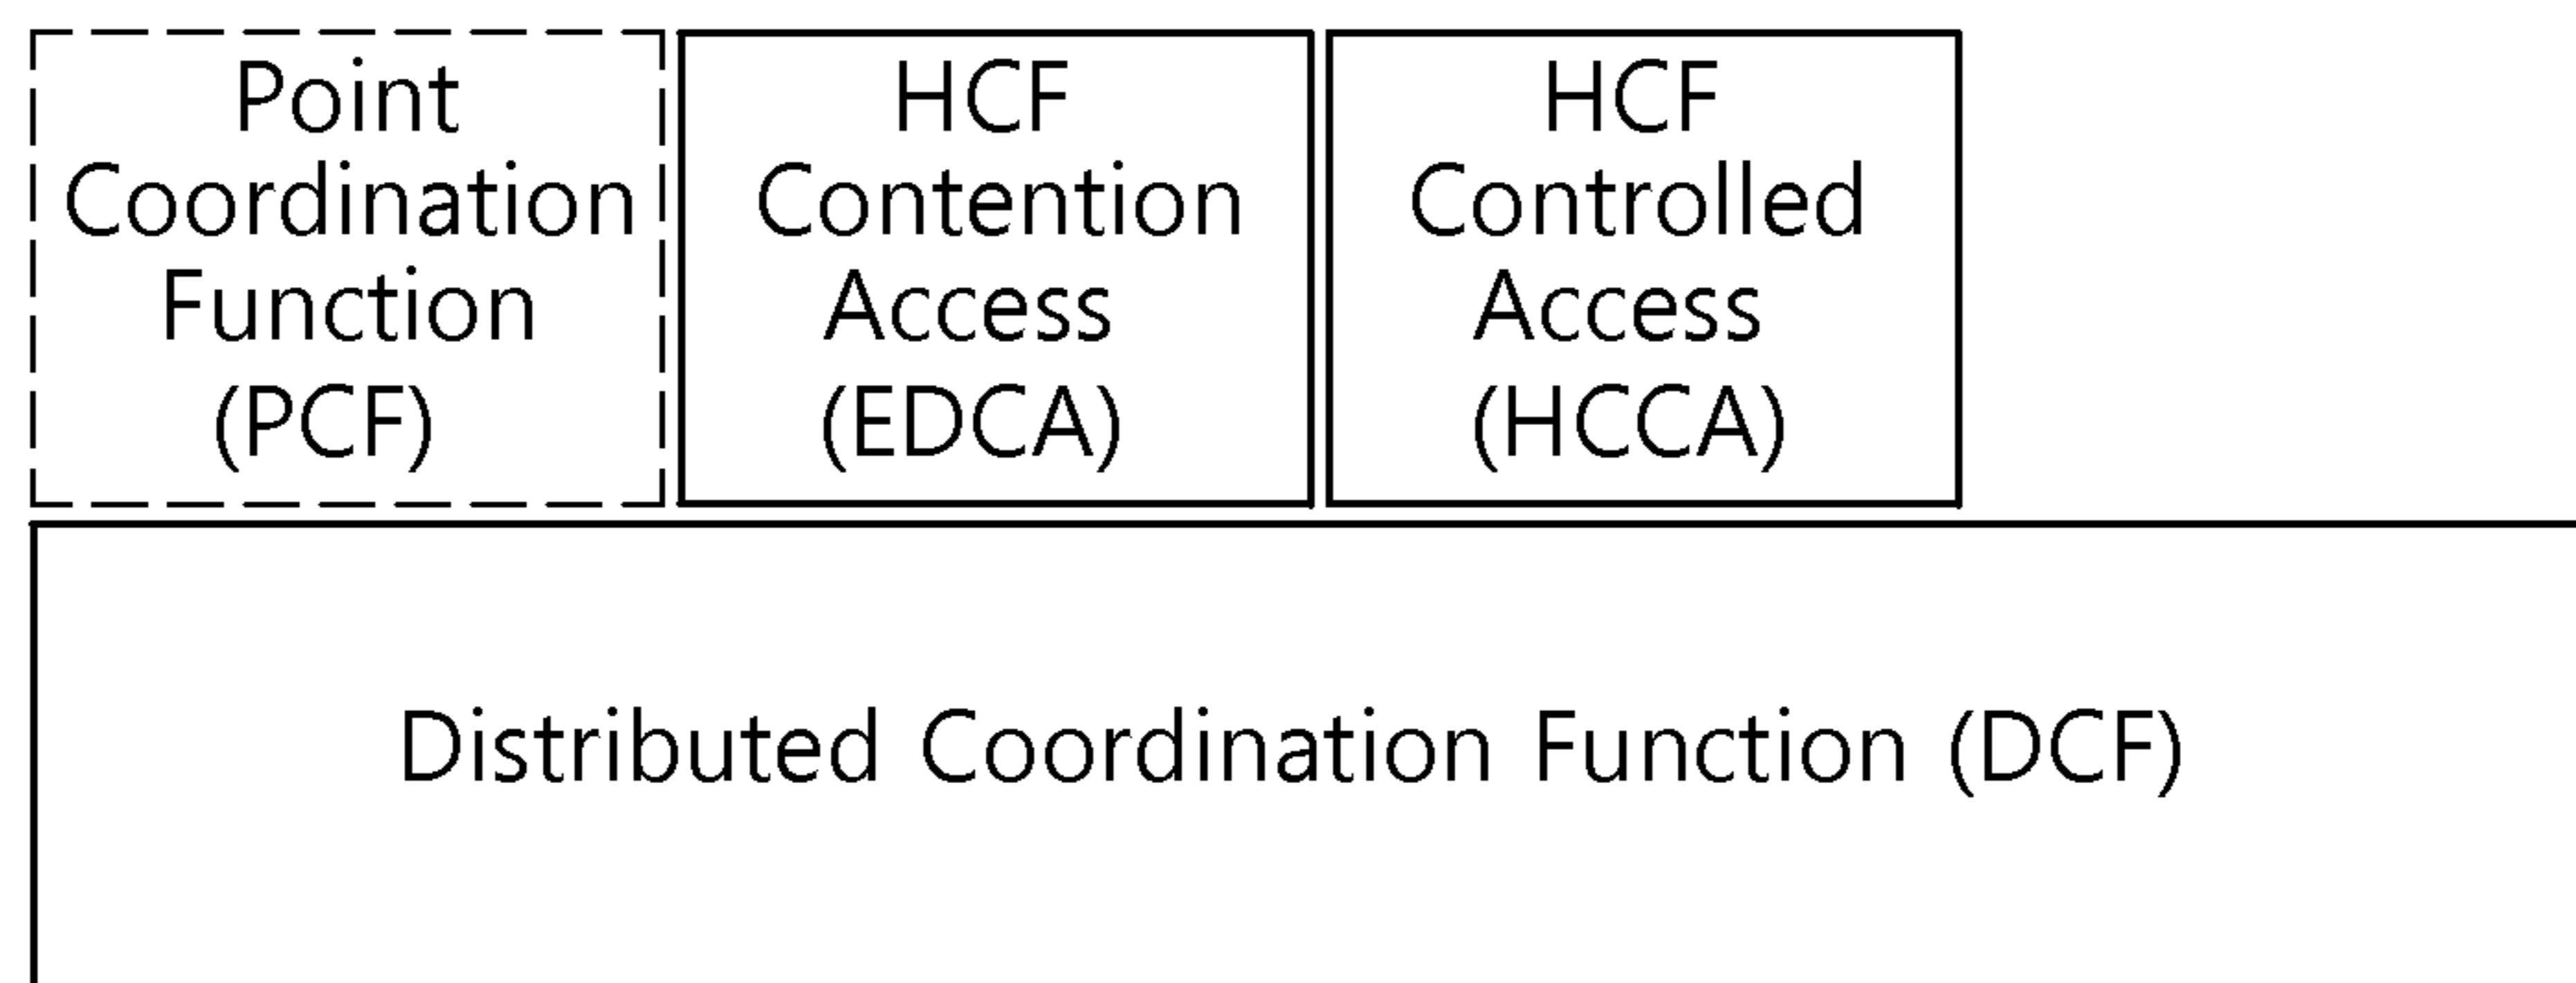 Point
Coordination
Function
(PCF)
HCF
Contention
Access
(EDCA)
HCF
Controlled
Access
(HCCA)
Distributed Coordination Function (DCF)